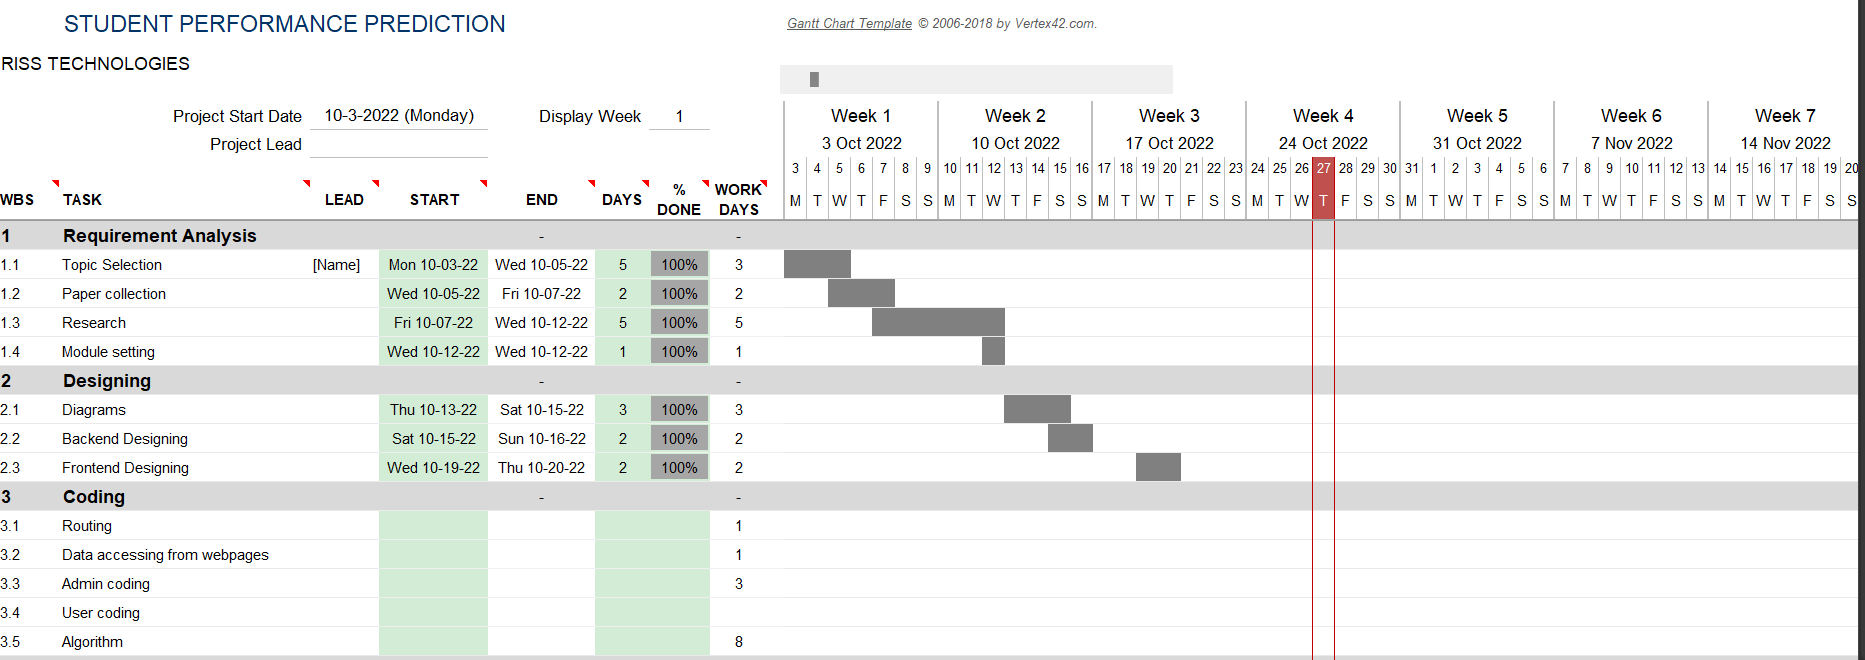 STUDENT PERFORMANCE PREDICTION
Gantt Chart Template © 2006-2018 by Vertex42.com.
RISS TECHNOLOGIES
Project Start Date 10-3-2022 (Monday) Display Week 1
Project Lead
Week 1 Week 2 Week 3 Week 4 Week 5 Week 6 Week 7
3 Oct 2022 10 Oct 2022 17 Oct 2022 24 Oct 2022 31 Oct 2022 7 Nov 2022 14 Nov 2022
3 4 5 6 7 8 9 10 11 12 13 14 15 16 17 18 19 20 21 22 23 24 25 26 27 28 29 30 31 1 2 3 4 5 6 7 8 9 10 11 12 13 14 15 16 17 18 19 20
M T W T F S S M T W T F S S M T W T F S S M T W T F S S M T W T F S S M T W T F S S M T W T F S S
WBS TASK LEAD START END DAYS % DONE WORK DAYS
1 Requirement Analysis - -
1.1 Topic Selection [Name] Mon 10-03-22 Wed 10-05-22 5 100% 3
1.2 Paper collection Wed 10-05-22 Fri 10-07-22 2 100% 2
1.3 Research Fri 10-07-22 Wed 10-12-22 5 100% 5
1.4 Module setting Wed 10-12-22 Wed 10-12-22 1 100% 1
2 Designing - -
2.1 Diagrams Thu 10-13-22 Sat 10-15-22 3 100% 3
2.2 Backend Designing Sat 10-15-22 Sun 10-16-22 2 100% 2
2.3 Frontend Designing Wed 10-19-22 Thu 10-20-22 2 100% 2
3 Coding - -
3.1 Routing 1
3.2 Data accessing from webpages 1
3.3 Admin coding 3
3.4 User coding
3.5 Algorithm 8